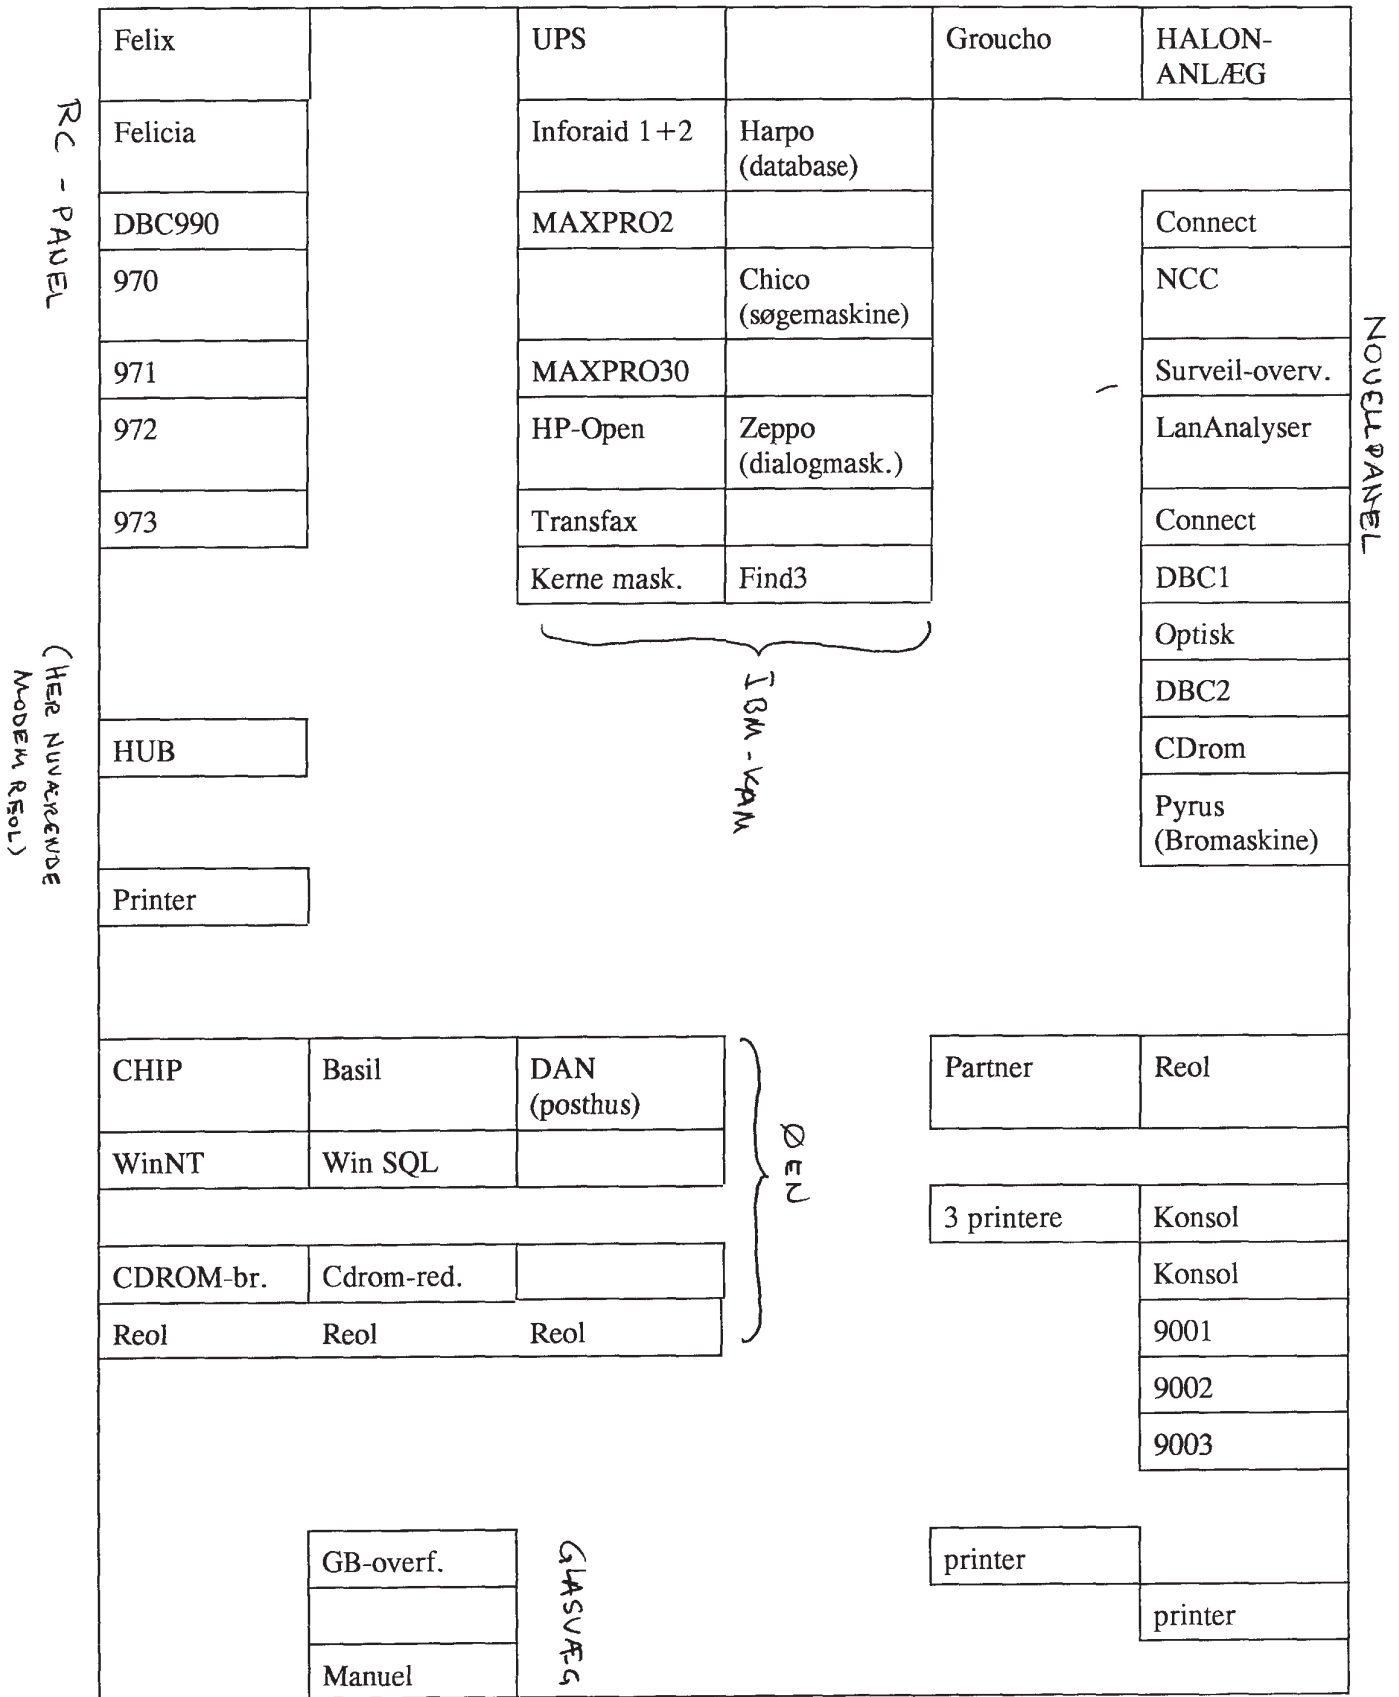 Felix
UPS
Groucho
HALON-
ANLÆG
RC - PANEL
Felicia
Inforaid 1+2
Harpo
(database)
DBC990
MAXPRO2
Connect
970
Chico
(søgemaskine)
NCC
NOVELLPANEL
971
MAXPRO30
Surveil-overv.
972
HP-Open
Zeppo
(dialogmask.)
LanAnalyser
973
Transfax
Connect
Kerne mask.
Find3
DBC1
Optisk
DBC2
(HER NUVÆRENDE
MODEM REOL)
IBM-KAM
HUB
CDrom
Pyrus
(Bromaskine)
Printer
CHIP
Basil
DAN
(posthus)
ØEN
Partner
Reol
WinNT
Win SQL
3 printere
Konsol
CDROM-br.
Cdrom-red.
Konsol
Reol
Reol
Reol
9001
9002
9003
GB-overf.
GLASVÆG
printer
printer
Manuel